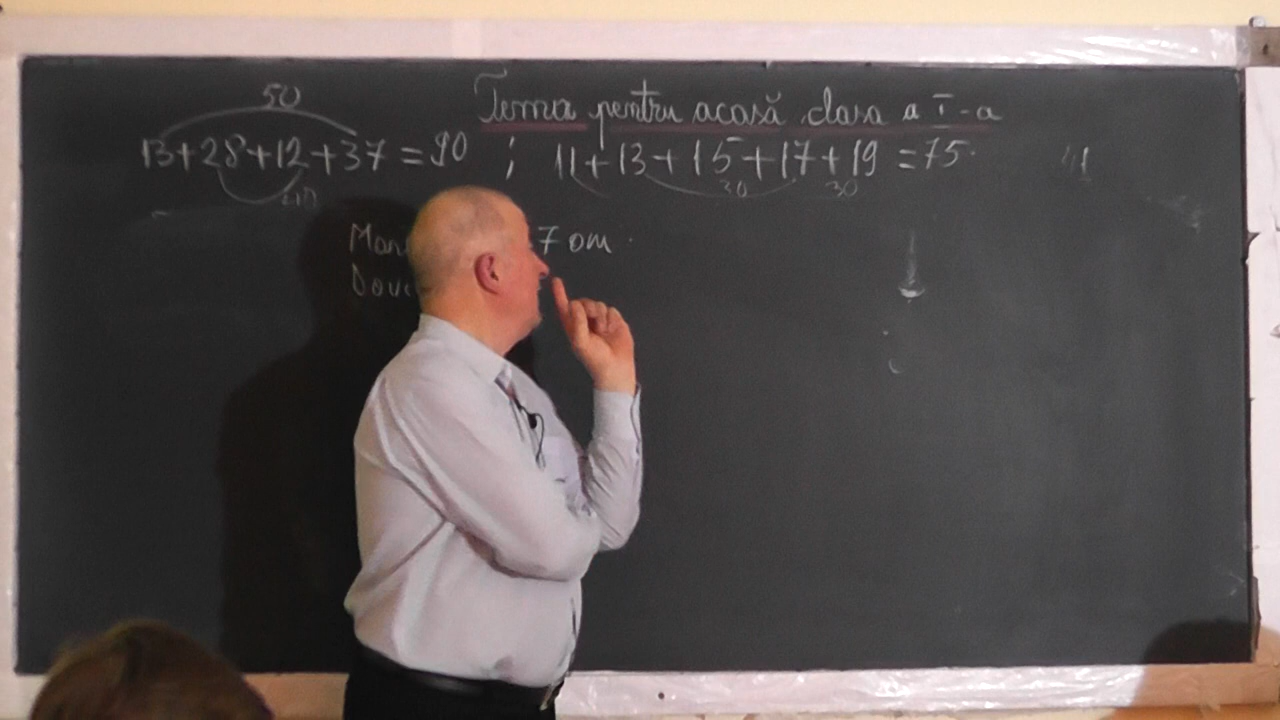 Tema pentru acasă clasa a I-a
50
13+28+12+37=90 ; 11+13+15+17+19=75.
40 30 30
7 om.